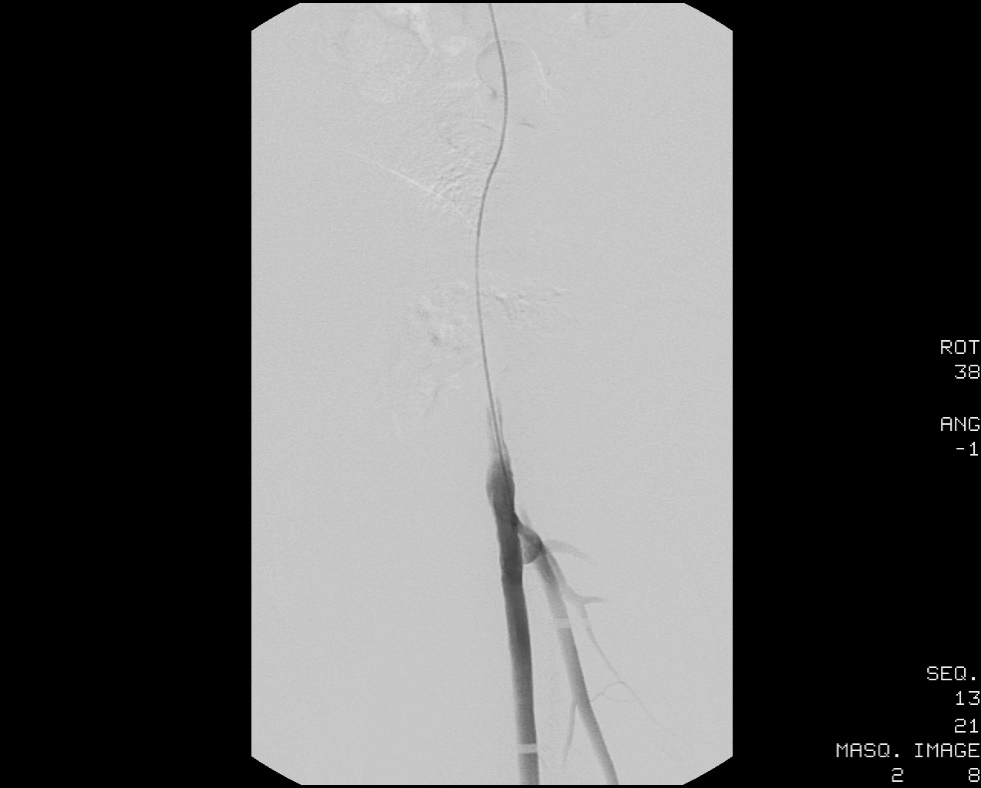 ROT
38
ANG
-1
SEQ.
13
21
MASQ. IMAGE
2 8